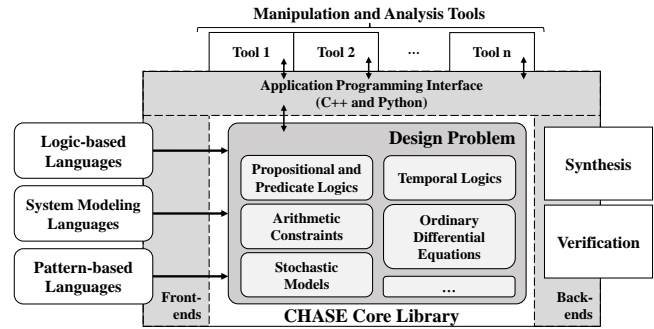 Manipulation and Analysis Tools
Tool 1
Tool 2
...
Tool n
Application Programming Interface
(C++ and Python)
Logic-based
Languages
System Modeling
Languages
Pattern-based
Languages
Front-
ends
Design Problem
Propositional and
Predicate Logics
Temporal Logics
Arithmetic
Constraints
Ordinary
Differential
Equations
Stochastic
Models
...
CHASE Core Library
Back-
ends
Synthesis
Verification